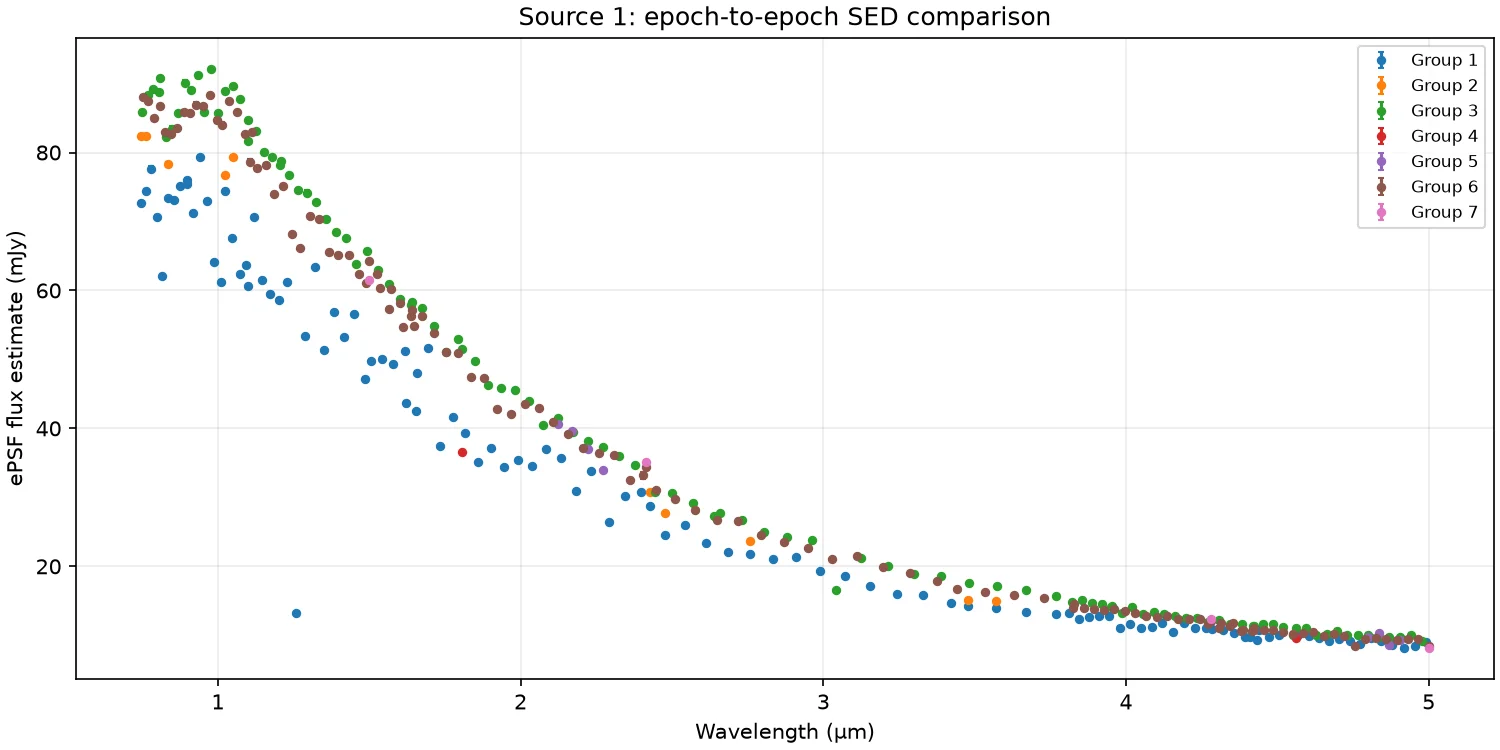 Source 1: epoch-to-epoch SED comparison
ePSF flux estimate (mJy)
80
60
40
20
1
2
3
4
5
Wavelength (μm)
Group 1
Group 2
Group 3
Group 4
Group 5
Group 6
Group 7